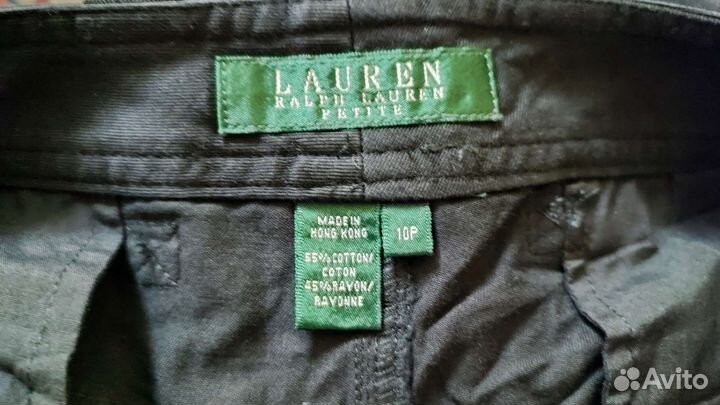 LAUREN
RALPH LAUREN
PETITE
MADE IN
HONG KONG
10P
55% COTTON/
COTON
45% RAYON/
RAYONNE
Avito